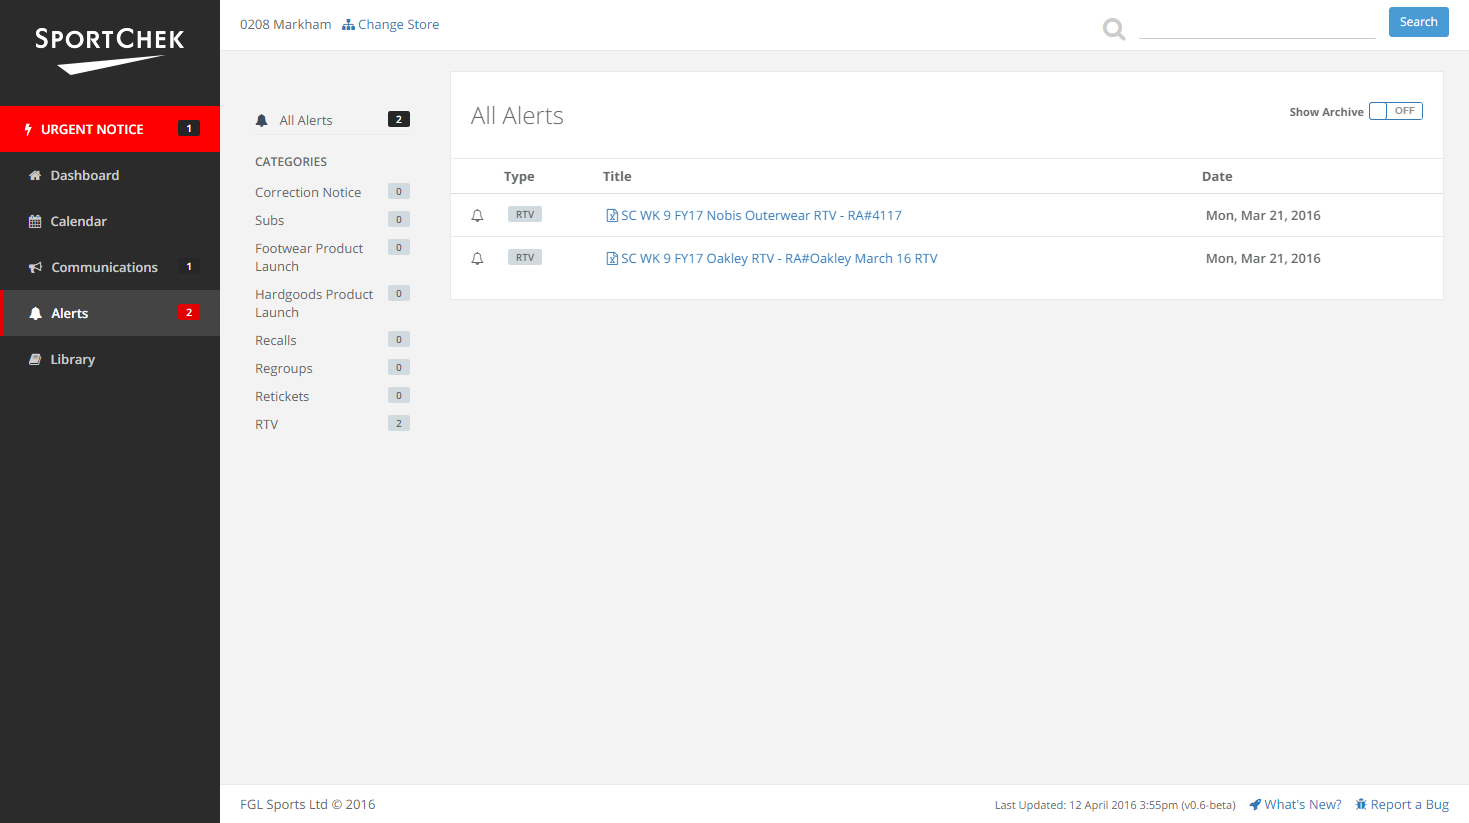 SPORTCHEK
0208 Markham Change Store
Search
URGENT NOTICE 1
Dashboard
Calendar
Communications 1
Alerts 2
Library
All Alerts 2
CATEGORIES
Correction Notice 0
Subs 0
Footwear Product 0
Launch
Hardgoods Product 0
Launch
Recalls 0
Regroups 0
Retickets 0
RTV 2
All Alerts
Show Archive OFF
Type Title Date
RTV SC WK 9 FY17 Nobis Outerwear RTV - RA#4117 Mon, Mar 21, 2016
RTV SC WK 9 FY17 Oakley RTV - RA#Oakley March 16 RTV Mon, Mar 21, 2016
FGL Sports Ltd © 2016
Last Updated: 12 April 2016 3:55pm (v0.6-beta) What's New? Report a Bug